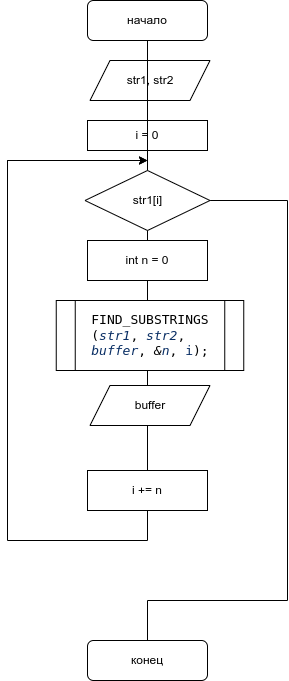 начало
str1, str2
i = 0
str1[i]
int n = 0
FIND_SUBSTRINGS
(str1, str2,
buffer, &n, i);
buffer
i += n
конец